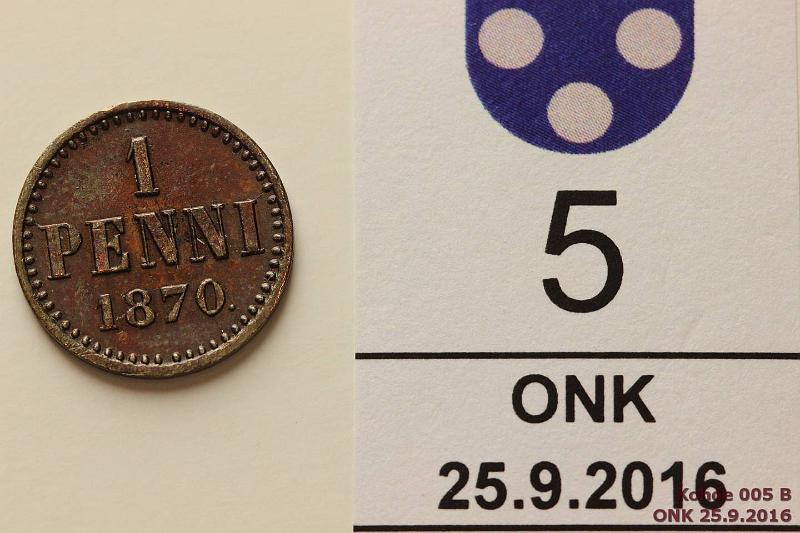 1
PENNI
1870.
5
ONK
25.9.2016
Kohde 005 B
ONK 25.9.2016